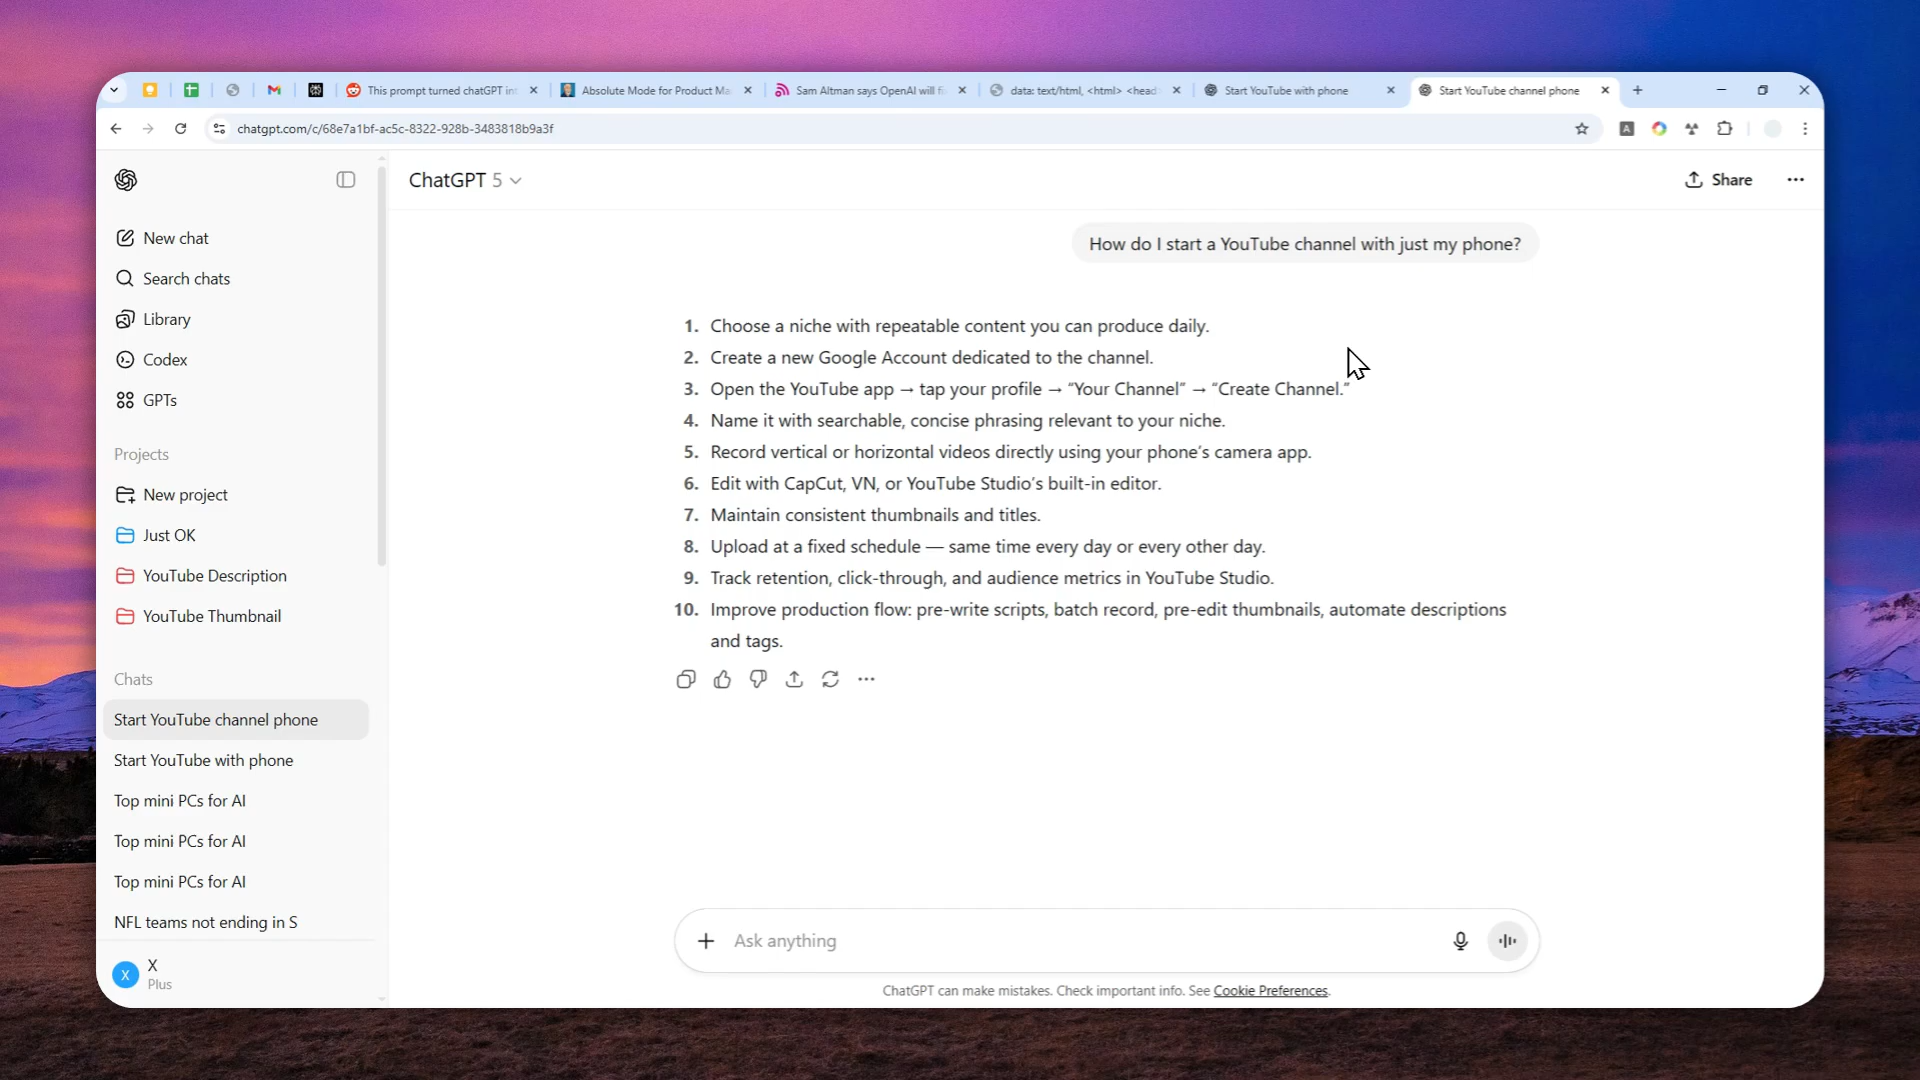 This prompt turned chatGPT in
Absolute Mode for Product Ma
Sam Altman says OpenAI will fi
data: text/html, <html> <head
Start YouTube with phone
Start YouTube channel phone
chatgpt.com/c/68e7a1bf-ac5c-8322-928b-3483818b9a3f
ChatGPT 5
Share
New chat
Search chats
Library
Codex
GPTs
Projects
New project
Just OK
YouTube Description
YouTube Thumbnail
Chats
Start YouTube channel phone
Start YouTube with phone
Top mini PCs for AI
Top mini PCs for AI
Top mini PCs for AI
NFL teams not ending in S
X
X
Plus
How do I start a YouTube channel with just my phone?
1. Choose a niche with repeatable content you can produce daily.
2. Create a new Google Account dedicated to the channel.
3. Open the YouTube app → tap your profile → “Your Channel” → “Create Channel.”
4. Name it with searchable, concise phrasing relevant to your niche.
5. Record vertical or horizontal videos directly using your phone’s camera app.
6. Edit with CapCut, VN, or YouTube Studio’s built-in editor.
7. Maintain consistent thumbnails and titles.
8. Upload at a fixed schedule — same time every day or every other day.
9. Track retention, click-through, and audience metrics in YouTube Studio.
10. Improve production flow: pre-write scripts, batch record, pre-edit thumbnails, automate descriptions
and tags.
Ask anything
ChatGPT can make mistakes. Check important info. See Cookie Preferences.